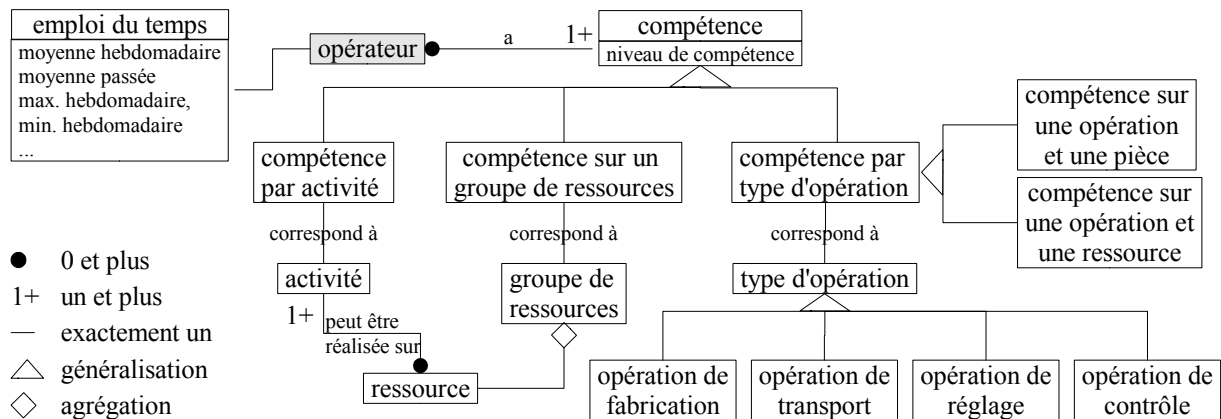 emploi du temps
moyenne hebdomadaire
moyenne passée
max. hebdomadaire,
min. hebdomadaire
...
opérateur
a
1+
compétence
niveau de compétence
compétence sur
une opération
et une pièce
compétence
par activité
compétence sur un
groupe de ressources
compétence par
type d'opération
compétence sur
une opération et
une ressource
correspond à
correspond à
correspond à
activité
groupe de
ressources
type d'opération
1+
peut être
réalisée sur
ressource
opération de
fabrication
opération de
transport
opération de
réglage
opération de
contrôle
0 et plus
1+ un et plus
exactement un
généralisation
agrégation